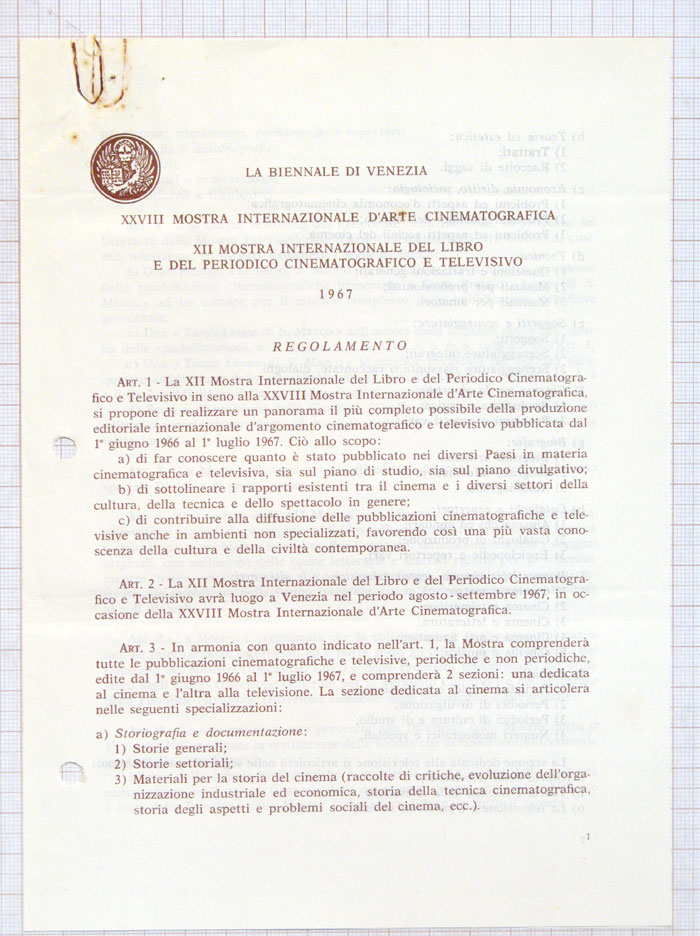 LA BIENNALE DI VENEZIA
XXVIII MOSTRA INTERNAZIONALE D'ARTE CINEMATOGRAFICA
XII MOSTRA INTERNAZIONALE DEL LIBRO
E DEL PERIODICO CINEMATOGRAFICO E TELEVISIVO
1967
REGOLAMENTO
ART. 1 - La XII Mostra Internazionale del Libro e del Periodico Cinematogra-
fico e Televisivo in seno alla XXVIII Mostra Internazionale d'Arte Cinematografica,
si propone di realizzare un panorama il più completo possibile della produzione
editoriale internazionale d'argomento cinematografico e televisivo pubblicata dal
1° giugno 1966 al 1° luglio 1967. Ciò allo scopo:
a) di far conoscere quanto è stato pubblicato nei diversi Paesi in materia
cinematografica e televisiva, sia sul piano di studio, sia sul piano divulgativo;
b) di sottolineare i rapporti esistenti tra il cinema e i diversi settori della
cultura, della tecnica e dello spettacolo in genere;
c) di contribuire alla diffusione delle pubblicazioni cinematografiche e tele-
visive anche in ambienti non specializzati, favorendo così una più vasta cono-
scenza della cultura e della civiltà contemporanea.
ART. 2 - La XII Mostra Internazionale del Libro e del Periodico Cinematogra-
fico e Televisivo avrà luogo a Venezia nel periodo agosto-settembre 1967, in oc-
casione della XXVIII Mostra Internazionale d'Arte Cinematografica.
ART. 3 - In armonia con quanto indicato nell'art. 1, la Mostra comprenderà
tutte le pubblicazioni cinematografiche e televisive, periodiche e non periodiche,
edite dal 1° giugno 1966 al 1° luglio 1967, e comprenderà 2 sezioni: una dedicata
al cinema e l'altra alla televisione. La sezione dedicata al cinema si articolera
nelle seguenti specializzazioni:
a) Storiografia e documentazione:
1) Storie generali;
2) Storie settoriali;
3) Materiali per la storia del cinema (raccolte di critiche, evoluzione dell'orga-
nizzazione industriale ed economica, storia della tecnica cinematografica,
storia degli aspetti e problemi sociali del cinema, ecc.).
1